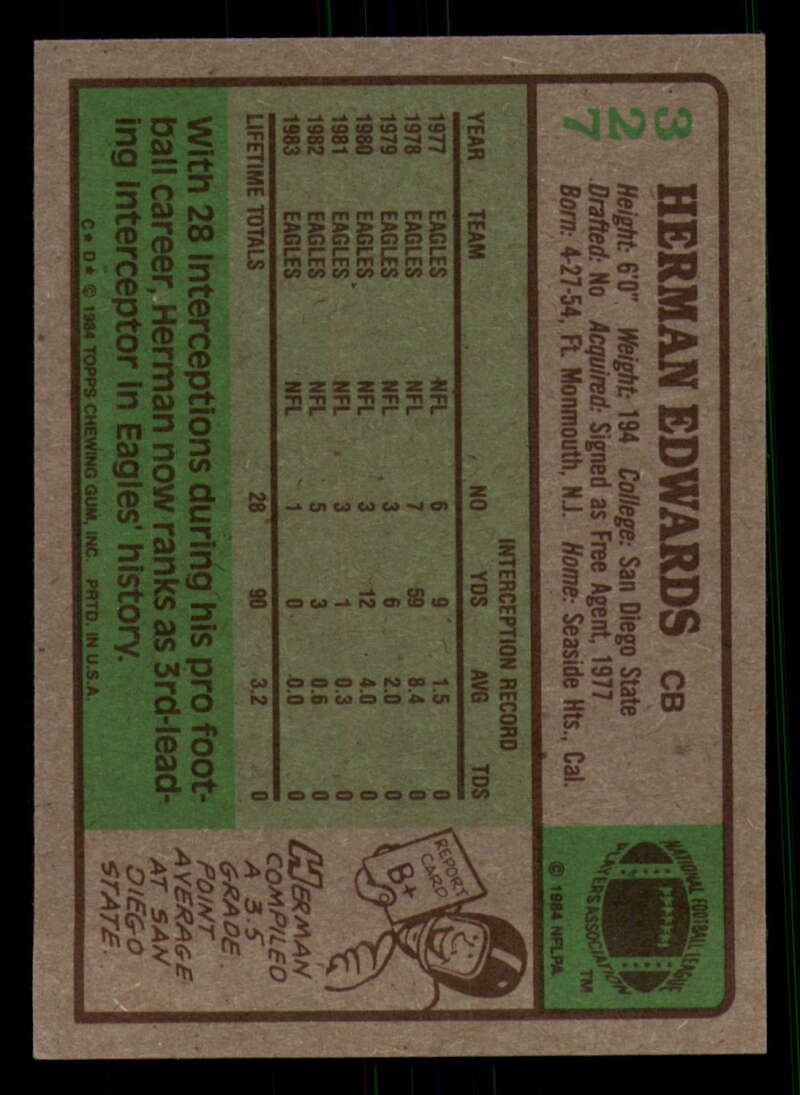 327
HERMAN EDWARDS CB
Height: 6'0" Weight: 194 College: San Diego State
Drafted: No Acquired: Signed as Free Agent, 1977
Born: 4-27-54, Ft. Monmouth, N.J. Home: Seaside Hts., Cal.
NATIONAL FOOTBALL LEAGUE
PLAYERS ASSOCIATION
TM
© 1984 NFLPA
INTERCEPTION RECORD
YEAR TEAM NO YDS AVG TDS
1977 EAGLES NFL 6 9 1.5 0
1978 EAGLES NFL 7 59 8.4 0
1979 EAGLES NFL 3 6 2.0 0
1980 EAGLES NFL 3 12 4.0 0
1981 EAGLES NFL 3 1 0.3 0
1982 EAGLES NFL 5 3 0.6 0
1983 EAGLES NFL 1 0 0.0 0
LIFETIME TOTALS 28 90 3.2 0
With 28 Interceptions during his pro foot-
ball career, Herman now ranks as 3rd-lead-
ing Interceptor in Eagles' history.
C* D* © 1984 TOPPS CHEWING GUM, INC. PRTD. IN U.S.A.
REPORT
CARD
B+
HERMAN
COMPILED
A 3.5
GRADE
POINT
AVERAGE
AT SAN
DIEGO
STATE.